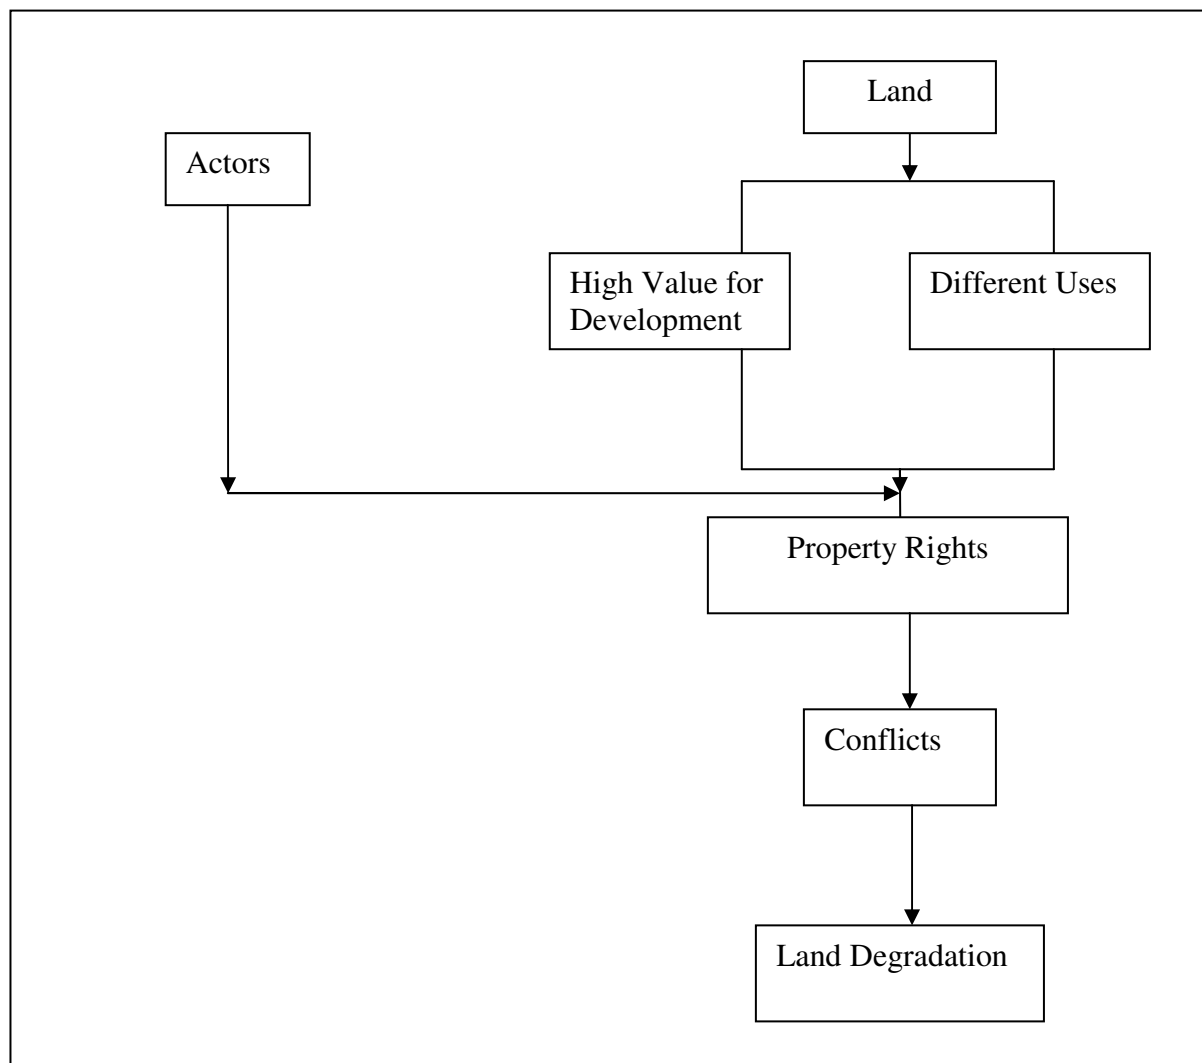 Land
Actors
High Value for
Development
Different Uses
Property Rights
Conflicts
Land Degradation